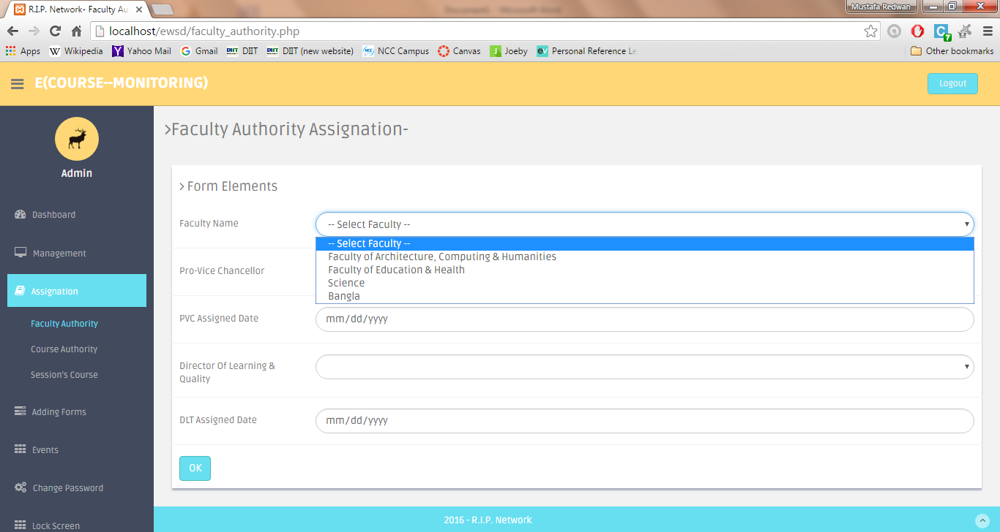 R.I.P. Network- Faculty Au
Mustafa Redwan
localhost/ewsd/faculty_authority.php
Apps
Wikipedia
Yahoo Mail
Gmail
DIIT
DIIT (new website)
NCC Campus
Canvas
Joeby
Personal Reference Le
Other bookmarks
E(COURSE--MONITORING)
Logout
Admin
Dashboard
Management
Assignation
Faculty Authority
Course Authority
Session's Course
Adding Forms
Events
Change Password
Lock Screen
>Faculty Authority Assignation-
> Form Elements
Faculty Name
-- Select Faculty --
-- Select Faculty --
Faculty of Architecture, Computing & Humanities
Faculty of Education & Health
Science
Bangla
Pro-Vice Chancellor
PVC Assigned Date
mm/dd/yyyy
Director Of Learning &
Quality
DLT Assigned Date
mm/dd/yyyy
OK
2016 - R.I.P. Network